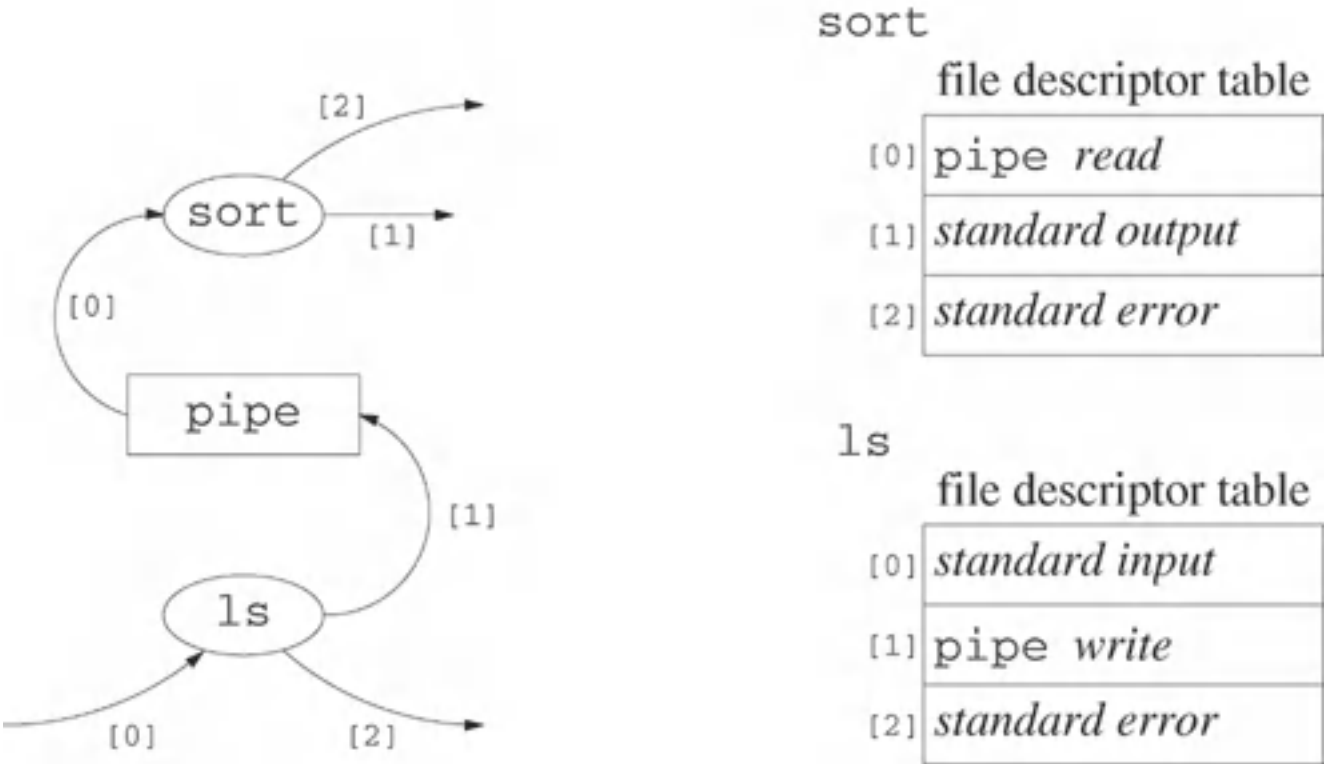 [2]
sort
[1]
[0]
pipe
[1]
ls
[0]
[2]
sort
file descriptor table
[0] pipe read
[1] standard output
[2] standard error
ls
file descriptor table
[0] standard input
[1] pipe write
[2] standard error